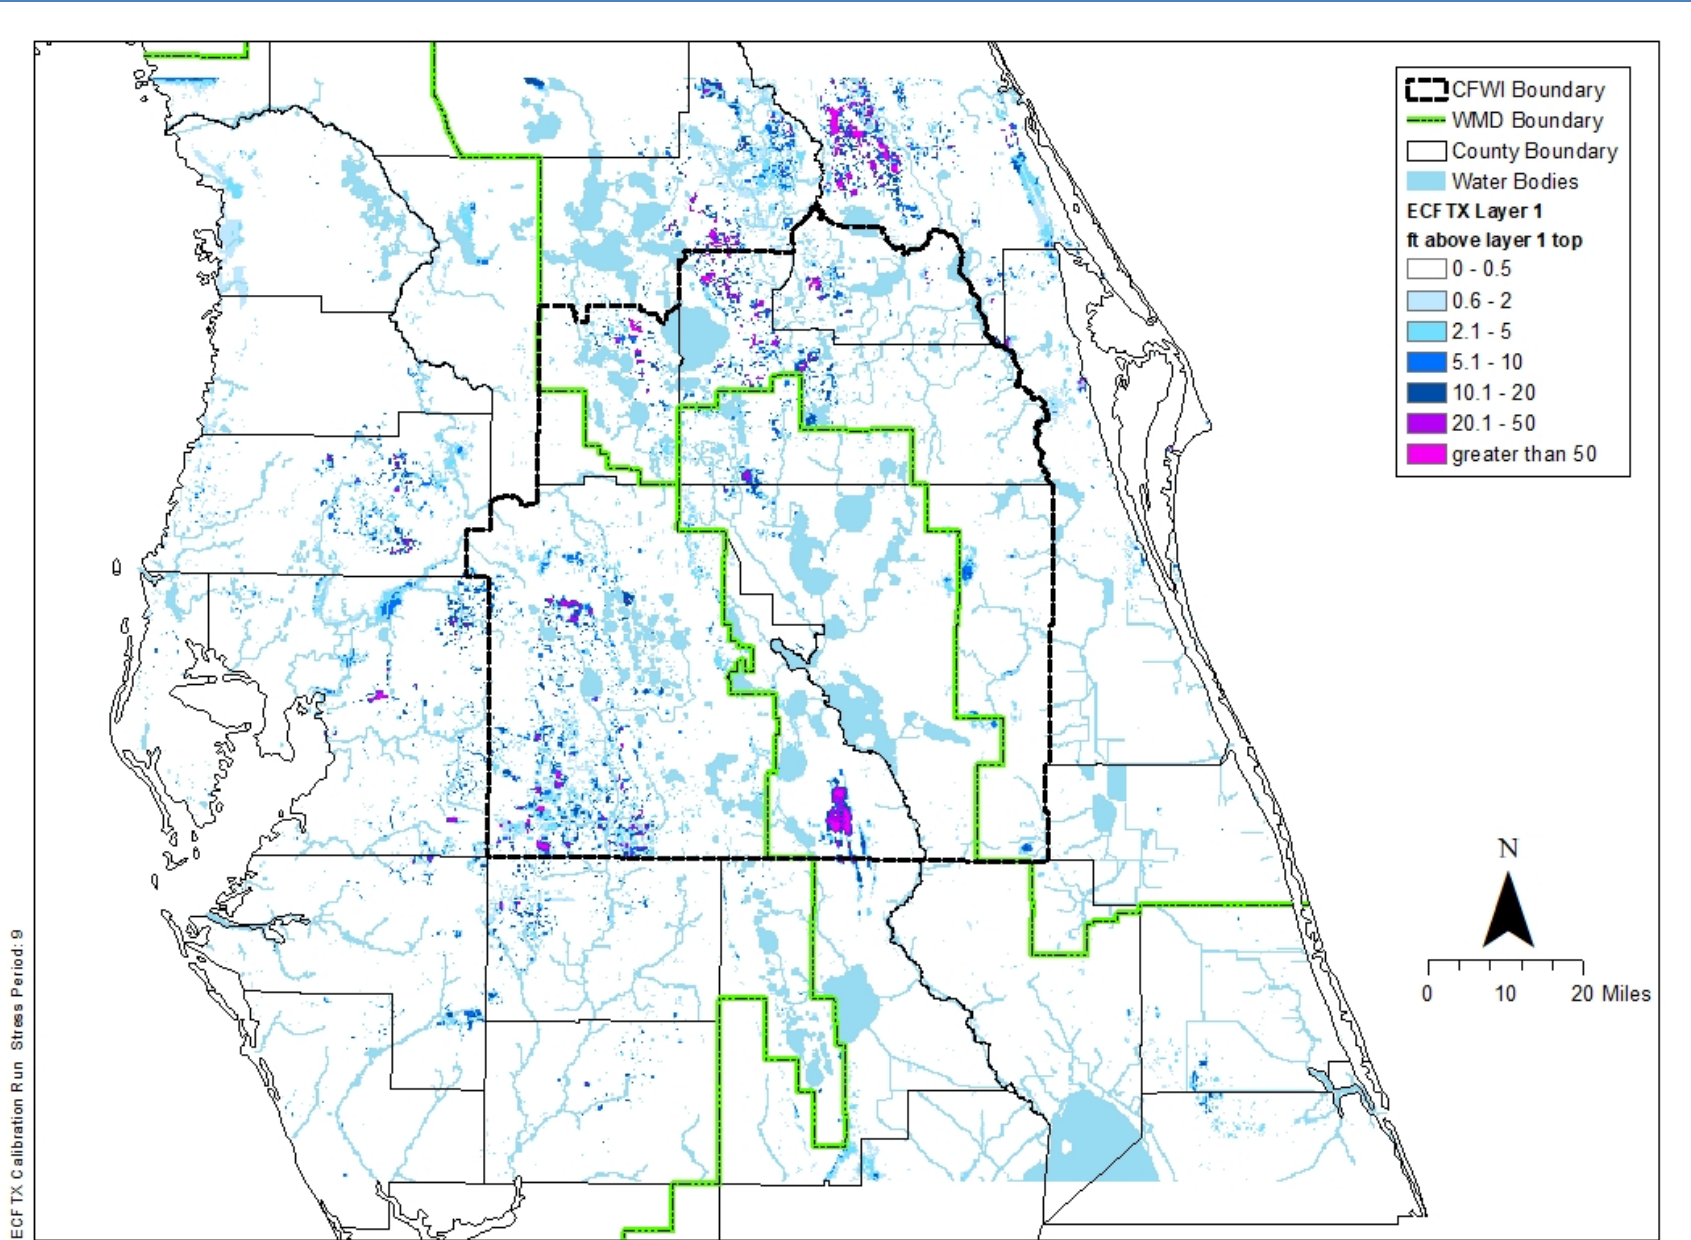 CFWI Boundary
WMD Boundary
County Boundary
Water Bodies
ECFTX Layer 1
ft above layer 1 top
0 - 0.5
0.6 - 2
2.1 - 5
5.1 - 10
10.1 - 20
20.1 - 50
greater than 50
N
0 10 20 Miles
ECFTX Calibration Run Stress Period: 9